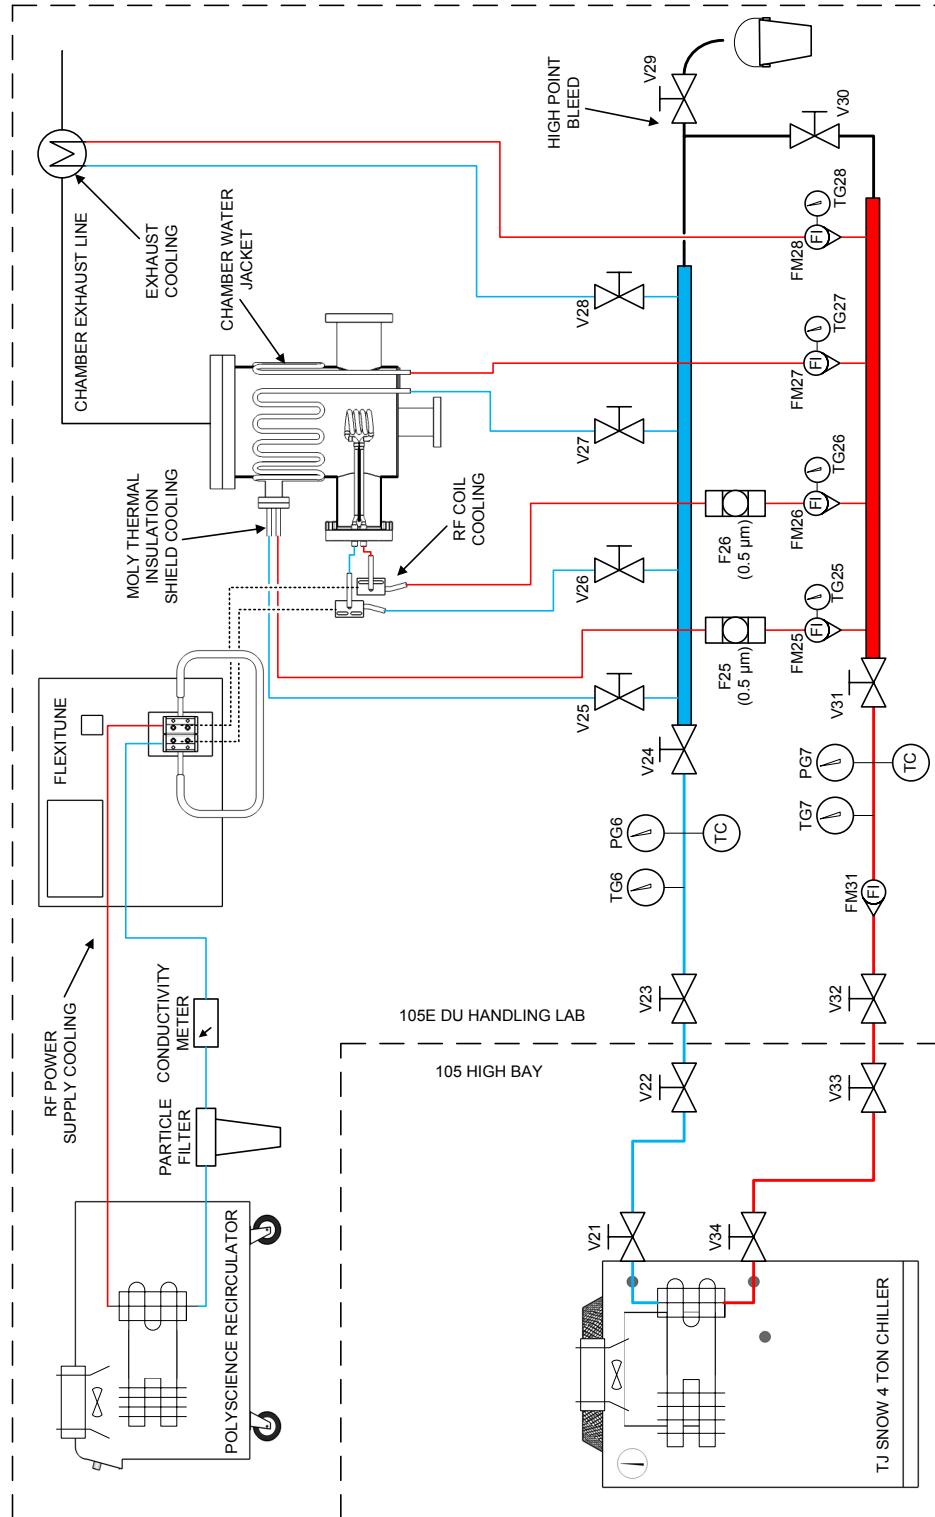 CHAMBER EXHAUST LINE
EXHAUST
COOLING
CHAMBER WATER
JACKET
HIGH POINT
BLEED
V29
V30
V28
FM28
FI
TG28
V27
FM27
FI
TG27
MOLY THERMAL
INSULATION
SHIELD COOLING
RF COIL
COOLING
V26
F26
(0.5 µm)
FM26
FI
TG26
V25
F25
(0.5 µm)
FM25
FI
TG25
FLEXITUNE
V24
V31
PG6
TC
TG6
PG7
TC
TG7
FM31
FI
RF POWER
SUPPLY COOLING
CONDUCTIVITY
METER
PARTICLE
FILTER
V23
V32
105E DU HANDLING LAB
105 HIGH BAY
V22
V33
V21
V34
POLYSCIENCE RECIRCULATOR
TJ SNOW 4 TON CHILLER